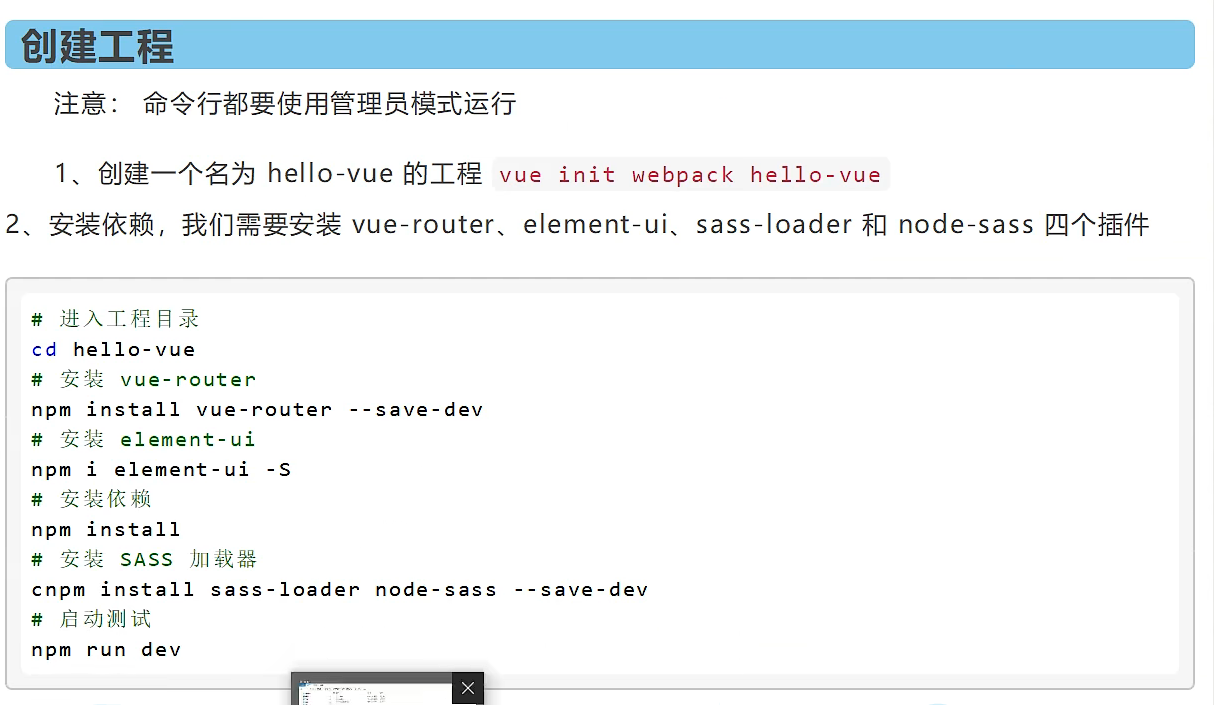 创建工程
注意： 命令行都要使用管理员模式运行
1、创建一个名为 hello-vue 的工程 vue init webpack hello-vue
2、安装依赖，我们需要安装 vue-router、element-ui、sass-loader 和 node-sass 四个插件
# 进入工程目录
cd hello-vue
# 安装 vue-router
npm install vue-router --save-dev
# 安装 element-ui
npm i element-ui -S
# 安装依赖
npm install
# 安装 SASS 加载器
cnpm install sass-loader node-sass --save-dev
# 启动测试
npm run dev